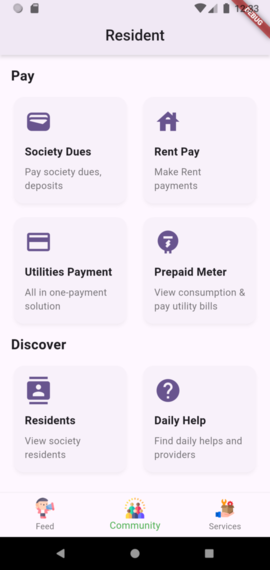 DEBUG
Resident
Pay
Society Dues
Pay society dues,
deposits
Rent Pay
Make Rent
payments
Utilities Payment
All in one-payment
solution
Prepaid Meter
View consumption &
pay utility bills
Discover
Residents
View society
residents
Daily Help
Find daily helps and
providers
Feed
Community
Services